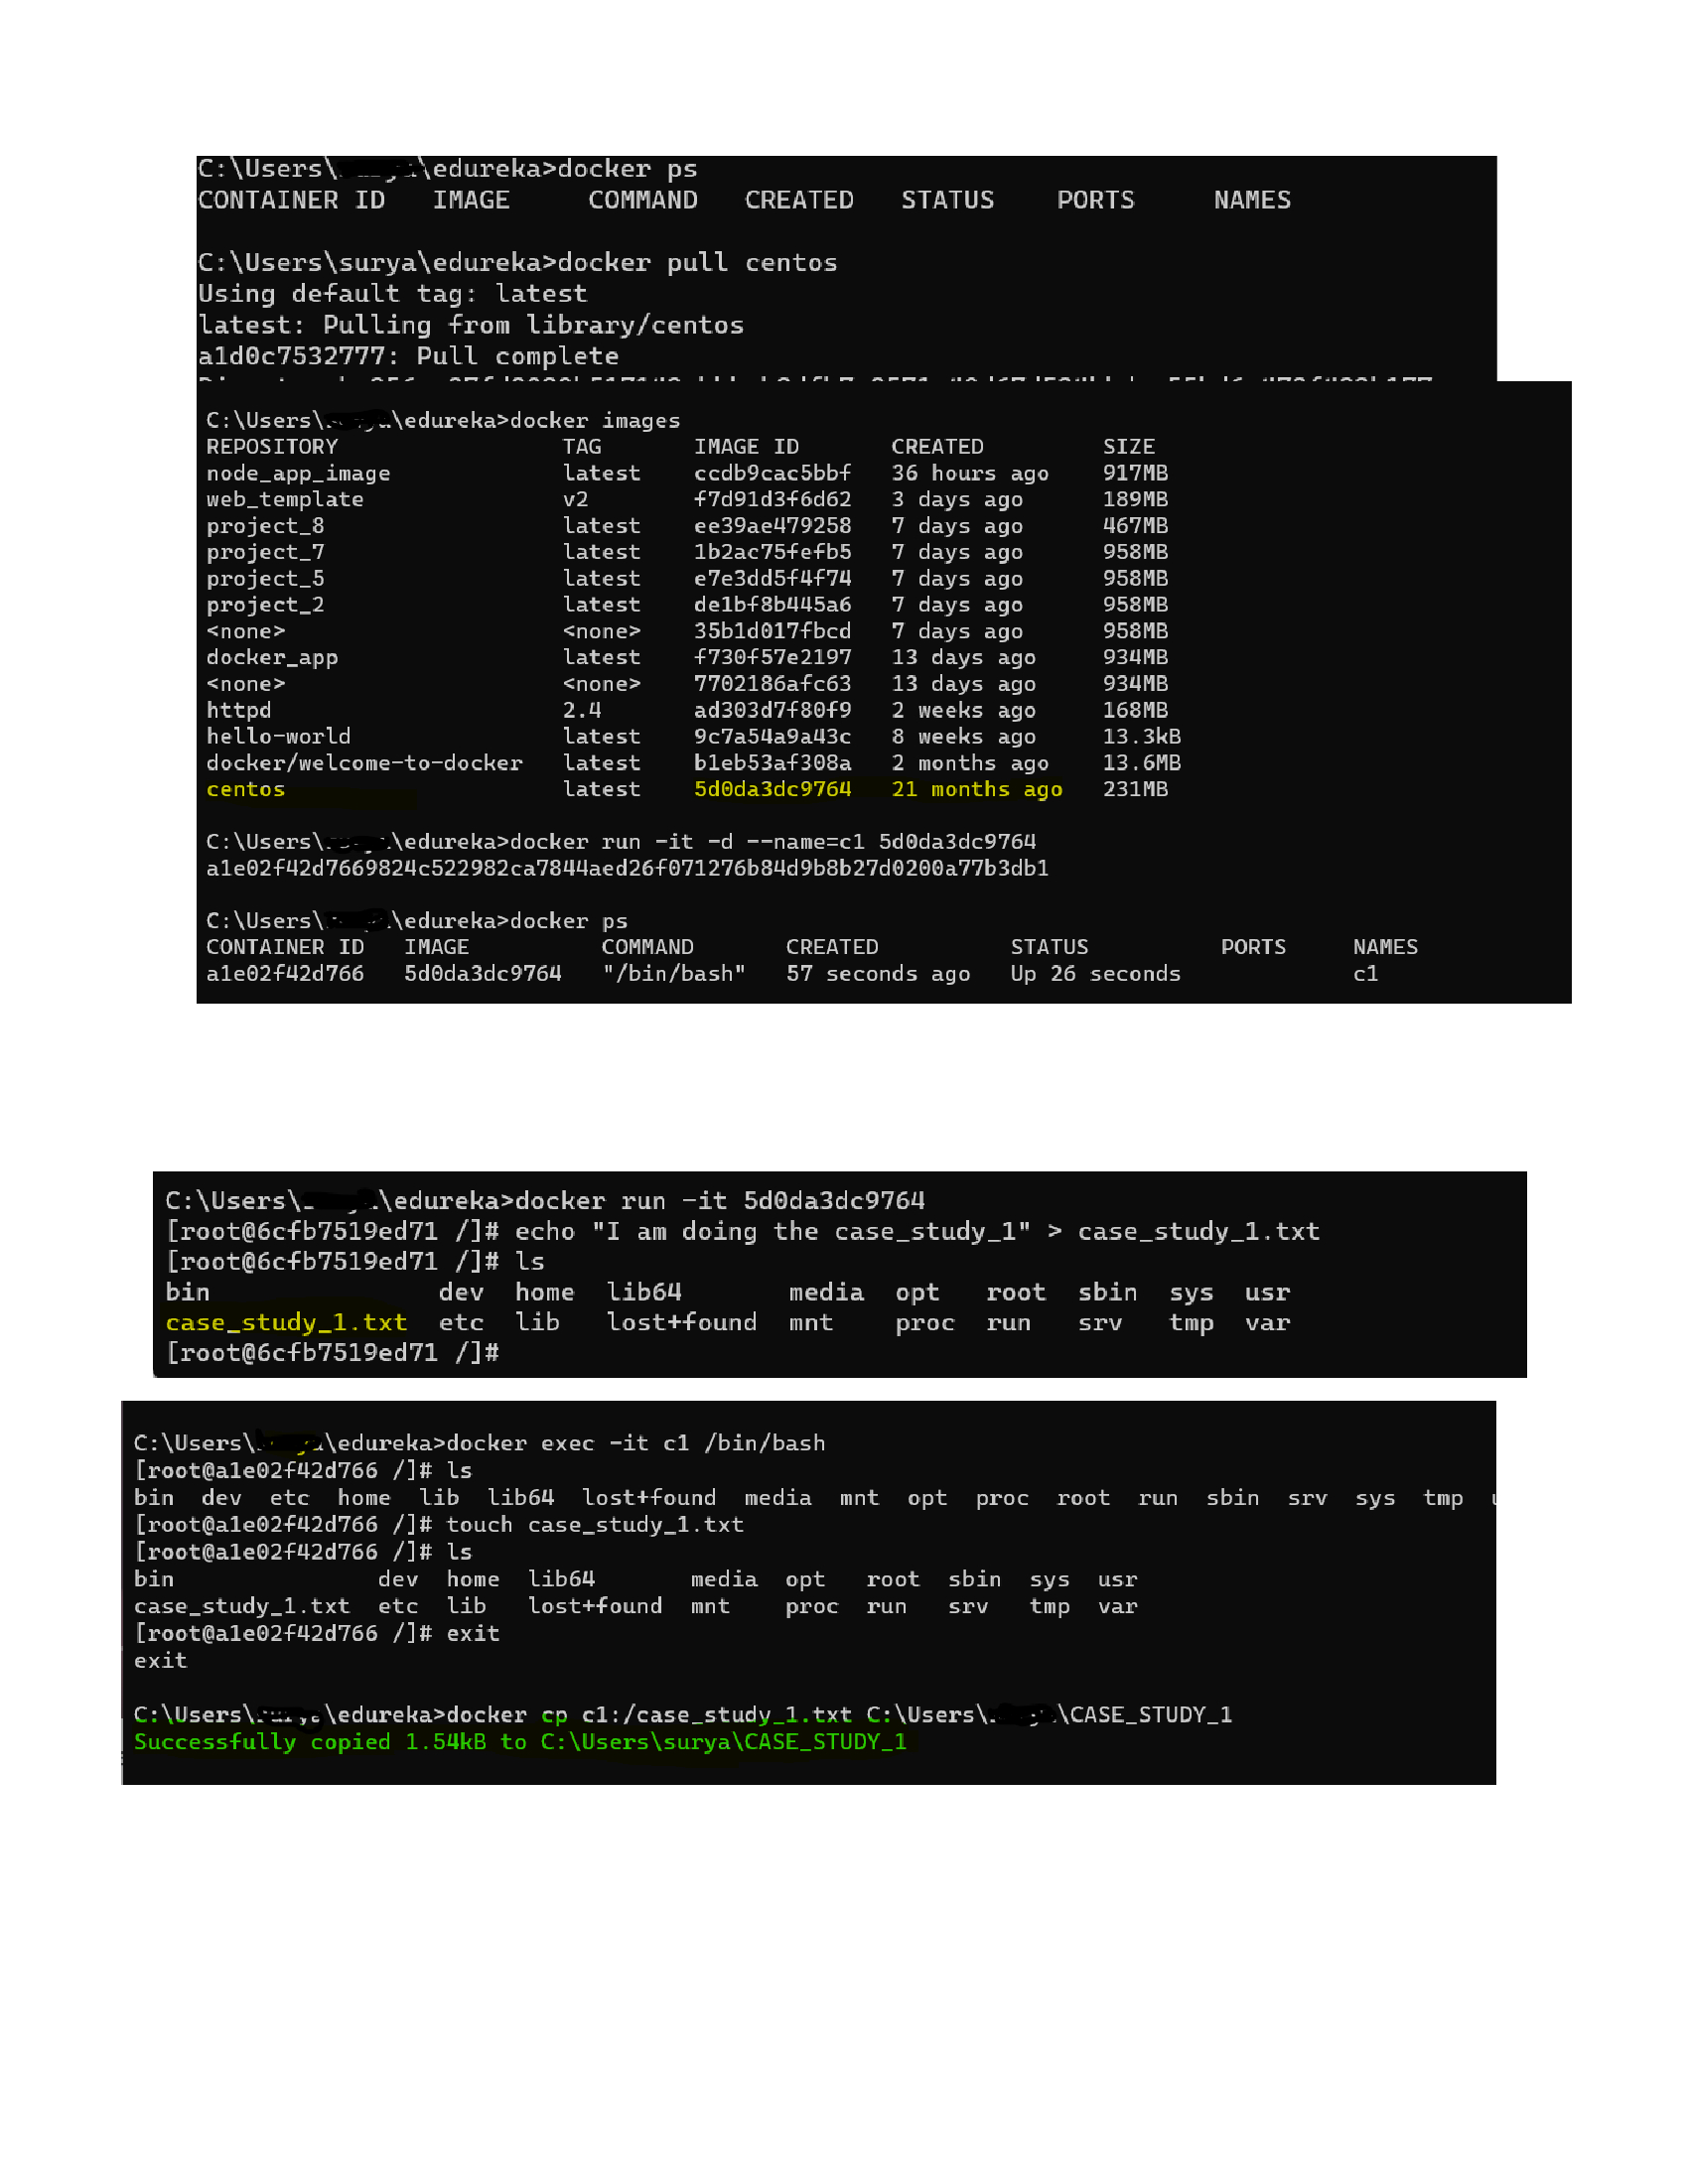 C:\Users\ \edureka>docker ps
CONTAINER ID   IMAGE     COMMAND   CREATED   STATUS    PORTS     NAMES
C:\Users\surya\edureka>docker pull centos
Using default tag: latest
latest: Pulling from library/centos
a1d0c7532777: Pull complete
C:\Users\ \edureka>docker images
REPOSITORY                 TAG       IMAGE ID       CREATED         SIZE
node_app_image             latest    ccdb9cac5bbf   36 hours ago    917MB
web_template               v2        f7d91d3f6d62   3 days ago      189MB
project_8                  latest    ee39ae479258   7 days ago      467MB
project_7                  latest    1b2ac75fefb5   7 days ago      958MB
project_5                  latest    e7e3dd5f4f74   7 days ago      958MB
project_2                  latest    de1bf8b445a6   7 days ago      958MB
<none>                     <none>    35b1d017fbcd   7 days ago      958MB
docker_app                 latest    f730f57e2197   13 days ago     934MB
<none>                     <none>    7702186afc63   13 days ago     934MB
httpd                      2.4       ad303d7f80f9   2 weeks ago     168MB
hello-world                latest    9c7a54a9a43c   8 weeks ago     13.3kB
docker/welcome-to-docker   latest    b1eb53af308a   2 months ago    13.6MB
centos                     latest    5d0da3dc9764   21 months ago   231MB
C:\Users\ \edureka>docker run -it -d --name=c1 5d0da3dc9764
a1e02f42d7669824c522982ca7844aed26f071276b84d9b8b27d0200a77b3db1
C:\Users\ \edureka>docker ps
CONTAINER ID   IMAGE          COMMAND       CREATED          STATUS          PORTS     NAMES
a1e02f42d766   5d0da3dc9764   "/bin/bash"   57 seconds ago   Up 26 seconds             c1
C:\Users\ \edureka>docker run -it 5d0da3dc9764
[root@6cfb7519ed71 /]# echo "I am doing the case_study_1" > case_study_1.txt
[root@6cfb7519ed71 /]# ls
bin               dev  home  lib64       media  opt   root  sbin  sys  usr
case_study_1.txt  etc  lib   lost+found  mnt    proc  run   srv   tmp  var
[root@6cfb7519ed71 /]#
C:\Users\ \edureka>docker exec -it c1 /bin/bash
[root@a1e02f42d766 /]# ls
bin  dev  etc  home  lib  lib64  lost+found  media  mnt  opt  proc  root  run  sbin  srv  sys  tmp
[root@a1e02f42d766 /]# touch case_study_1.txt
[root@a1e02f42d766 /]# ls
bin               dev  home  lib64       media  opt   root  sbin  sys  usr
case_study_1.txt  etc  lib   lost+found  mnt    proc  run   srv   tmp  var
[root@a1e02f42d766 /]# exit
exit
C:\Users\ \edureka>docker cp c1:/case_study_1.txt C:\Users\ \CASE_STUDY_1
Successfully copied 1.54kB to C:\Users\surya\CASE_STUDY_1